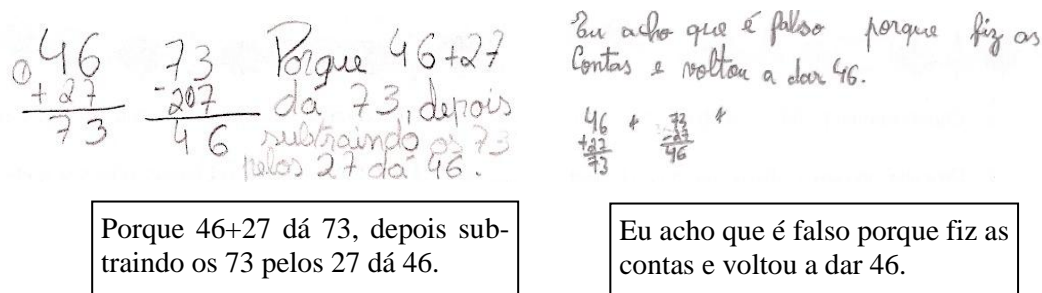 46
+27
73
73
-207
46
Porque 46+27
dá 73, depois
subtraindo os 73
pelos 27 dá 46.
Eu acho que é falso porque fiz as
contas e voltou a dar 46.
46
+27
73
73
-27
46
Porque 46+27 dá 73, depois sub-
traindo os 73 pelos 27 dá 46.
Eu acho que é falso porque fiz as
contas e voltou a dar 46.